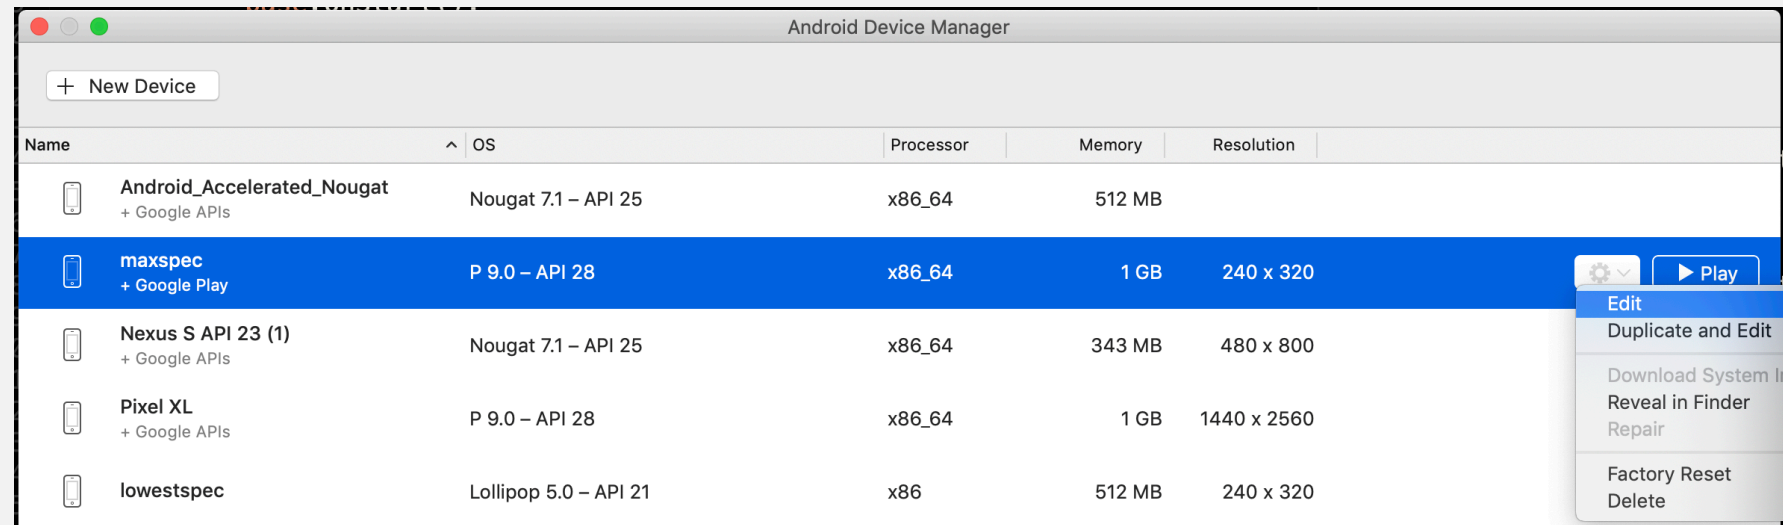 Android Device Manager
+ New Device
Name OS Processor Memory Resolution
Android_Accelerated_Nougat
+ Google APIs
Nougat 7.1 – API 25 x86_64 512 MB
maxspec
+ Google Play
P 9.0 – API 28 x86_64 1 GB 240 x 320 Play
Edit
Duplicate and Edit
Nexus S API 23 (1)
+ Google APIs
Nougat 7.1 – API 25 x86_64 343 MB 480 x 800
Download System
Reveal in Finder
Repair
Pixel XL
+ Google APIs
P 9.0 – API 28 x86_64 1 GB 1440 x 2560
Factory Reset
Delete
lowestspec Lollipop 5.0 – API 21 x86 512 MB 240 x 320